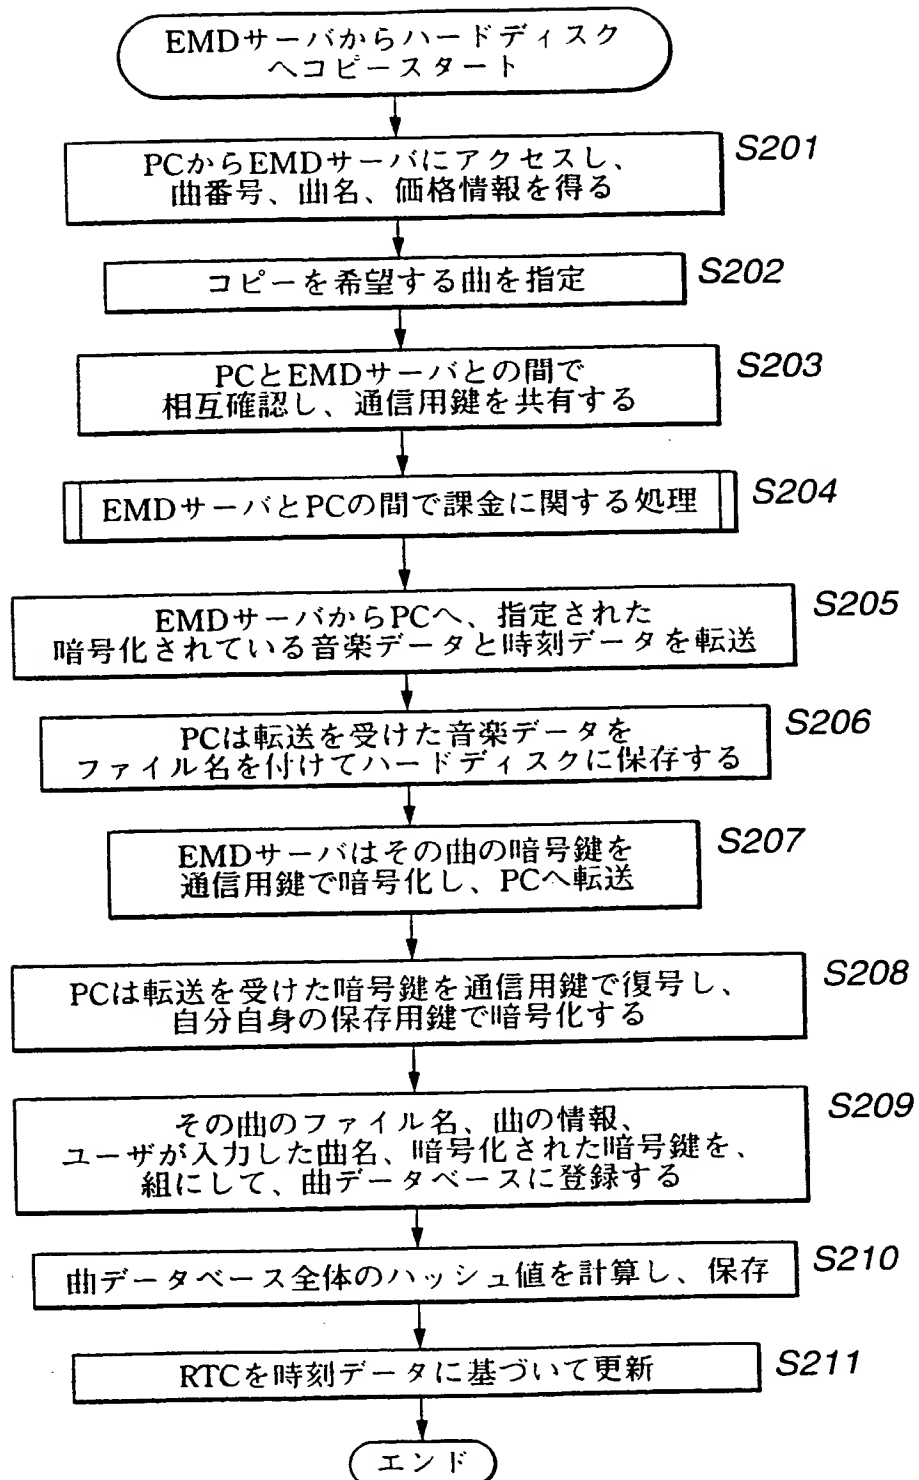 EMDサーバからハードディスク
へコピースタート
PCからEMDサーバにアクセスし、
曲番号、曲名、価格情報を得る
S201
コピーを希望する曲を指定
S202
PCとEMDサーバとの間で
相互確認し、通信用鍵を共有する
S203
EMDサーバとPCの間で課金に関する処理
S204
EMDサーバからPCへ、指定された
暗号化されている音楽データと時刻データを転送
S205
PCは転送を受けた音楽データを
ファイル名を付けてハードディスクに保存する
S206
EMDサーバはその曲の暗号鍵を
通信用鍵で暗号化し、PCへ転送
S207
PCは転送を受けた暗号鍵を通信用鍵で復号し、
自分自身の保存用鍵で暗号化する
S208
その曲のファイル名、曲の情報、
ユーザが入力した曲名、暗号化された暗号鍵を、
組にして、曲データベースに登録する
S209
曲データベース全体のハッシュ値を計算し、保存
S210
RTCを時刻データに基づいて更新
S211
エンド